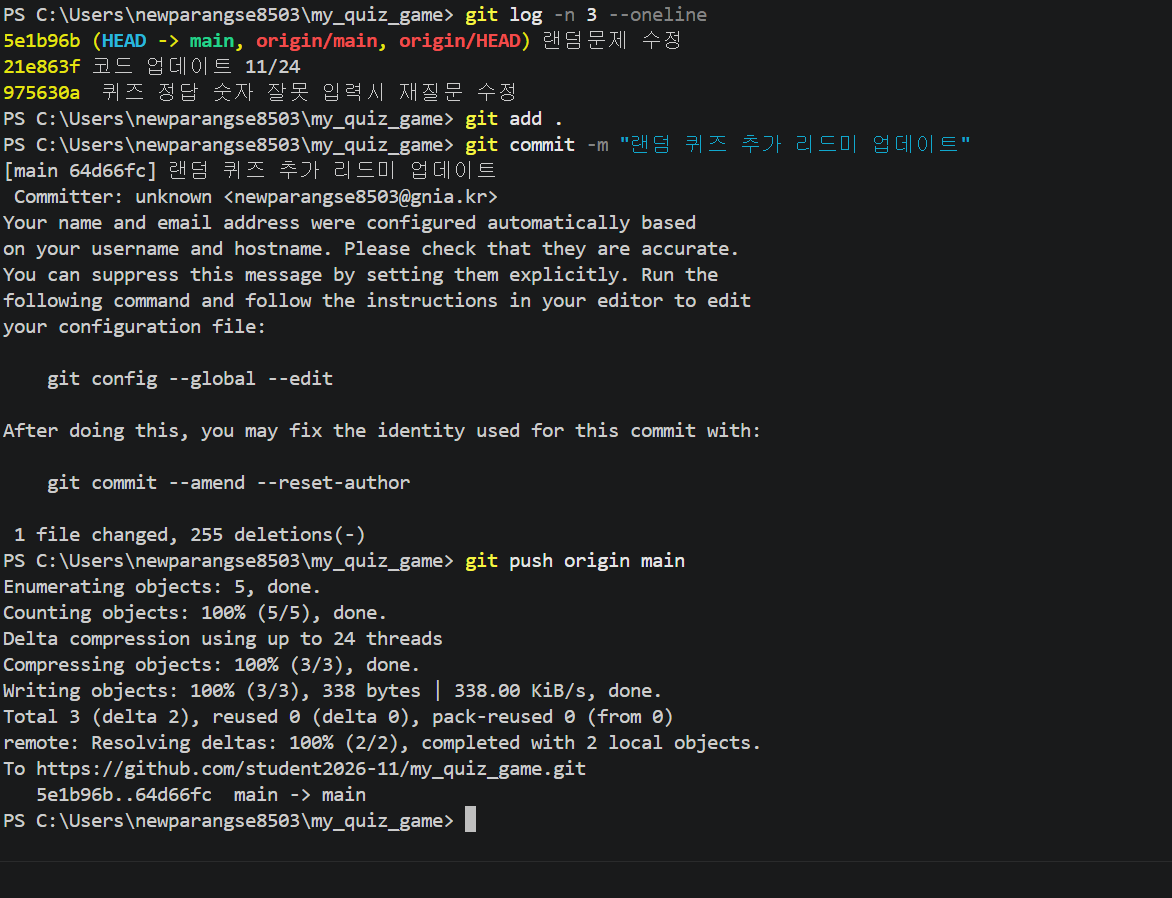 PS C:\Users\newparangse8503\my_quiz_game> git log -n 3 --oneline
5e1b96b (HEAD -> main, origin/main, origin/HEAD) 랜덤문제 수정
21e863f 코드 업데이트 11/24
975630a  퀴즈 정답 숫자 잘못 입력시 재질문 수정
PS C:\Users\newparangse8503\my_quiz_game> git add .
PS C:\Users\newparangse8503\my_quiz_game> git commit -m "랜덤 퀴즈 추가 리드미 업데이트"
[main 64d66fc] 랜덤 퀴즈 추가 리드미 업데이트
 Committer: unknown <newparangse8503@gnia.kr>
Your name and email address were configured automatically based
on your username and hostname. Please check that they are accurate.
You can suppress this message by setting them explicitly. Run the
following command and follow the instructions in your editor to edit
your configuration file:

    git config --global --edit

After doing this, you may fix the identity used for this commit with:

    git commit --amend --reset-author

 1 file changed, 255 deletions(-)
PS C:\Users\newparangse8503\my_quiz_game> git push origin main
Enumerating objects: 5, done.
Counting objects: 100% (5/5), done.
Delta compression using up to 24 threads
Compressing objects: 100% (3/3), done.
Writing objects: 100% (3/3), 338 bytes | 338.00 KiB/s, done.
Total 3 (delta 2), reused 0 (delta 0), pack-reused 0 (from 0)
remote: Resolving deltas: 100% (2/2), completed with 2 local objects.
To https://github.com/student2026-11/my_quiz_game.git
   5e1b96b..64d66fc  main -> main
PS C:\Users\newparangse8503\my_quiz_game>